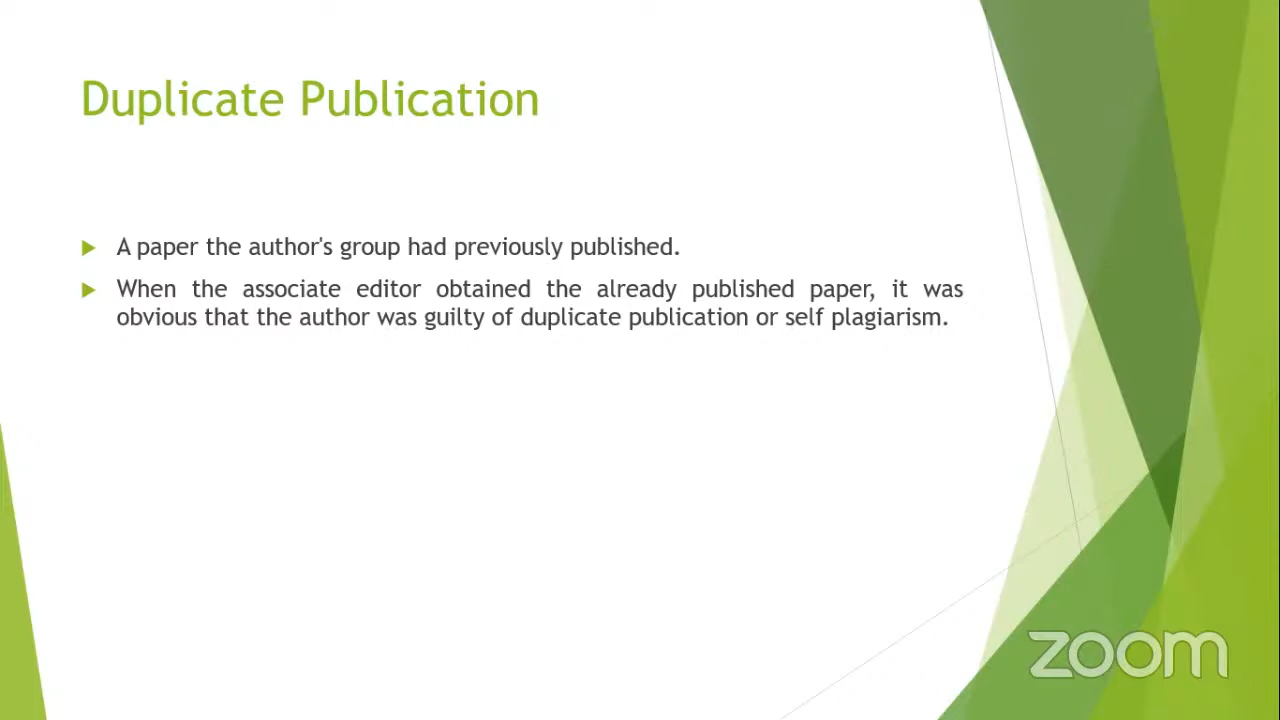 Duplicate Publication
A paper the author's group had previously published.
When the associate editor obtained the already published paper, it was
obvious that the author was guilty of duplicate publication or self plagiarism.
zoom